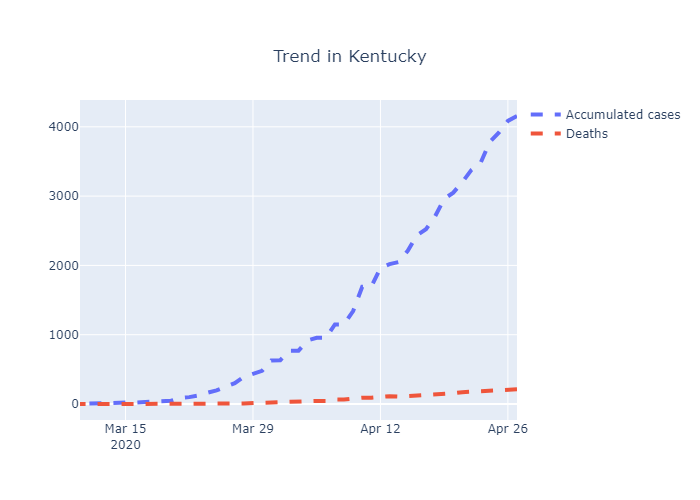 Trend in Kentucky
Accumulated cases
Deaths
4000
3000
2000
1000
0
Mar 15
2020
Mar 29
Apr 12
Apr 26